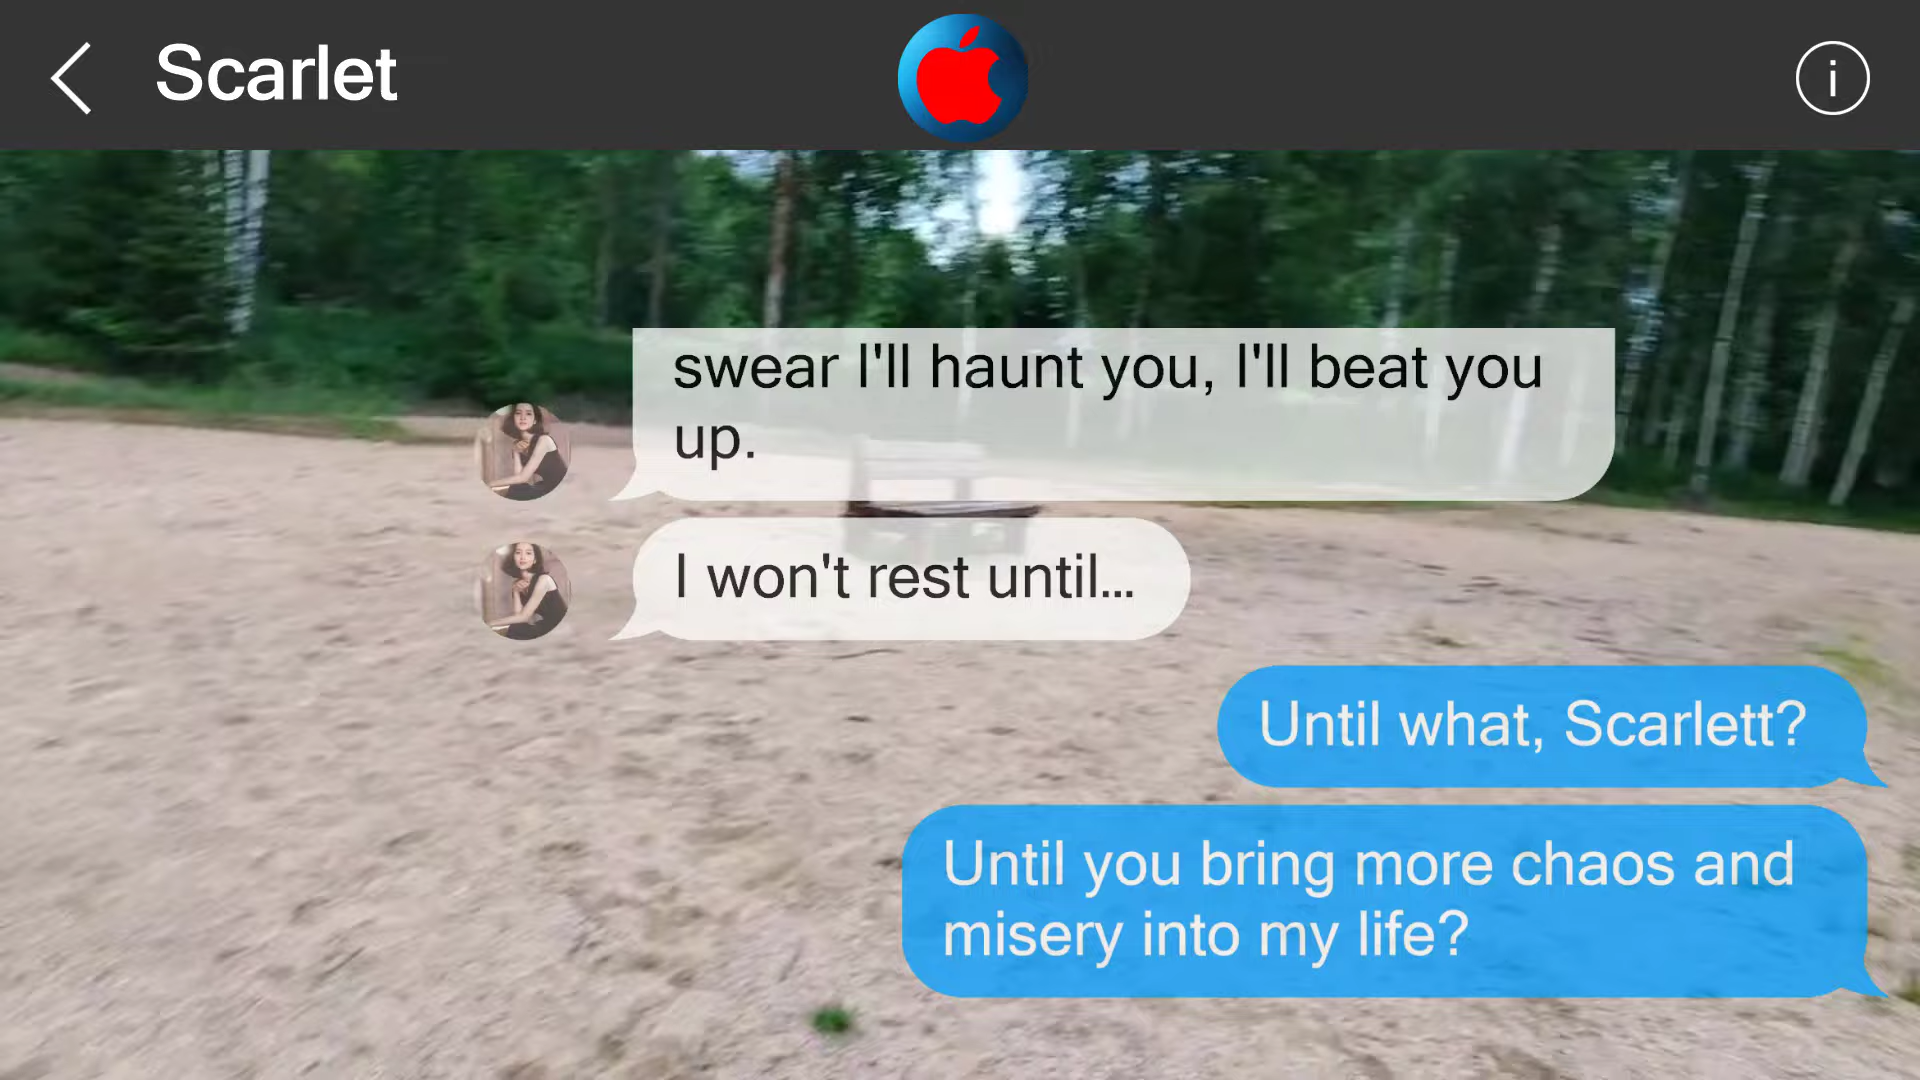 Scarlet
i
swear I'll haunt you, I'll beat you
up.
I won't rest until...
Until what, Scarlett?
Until you bring more chaos and
misery into my life?